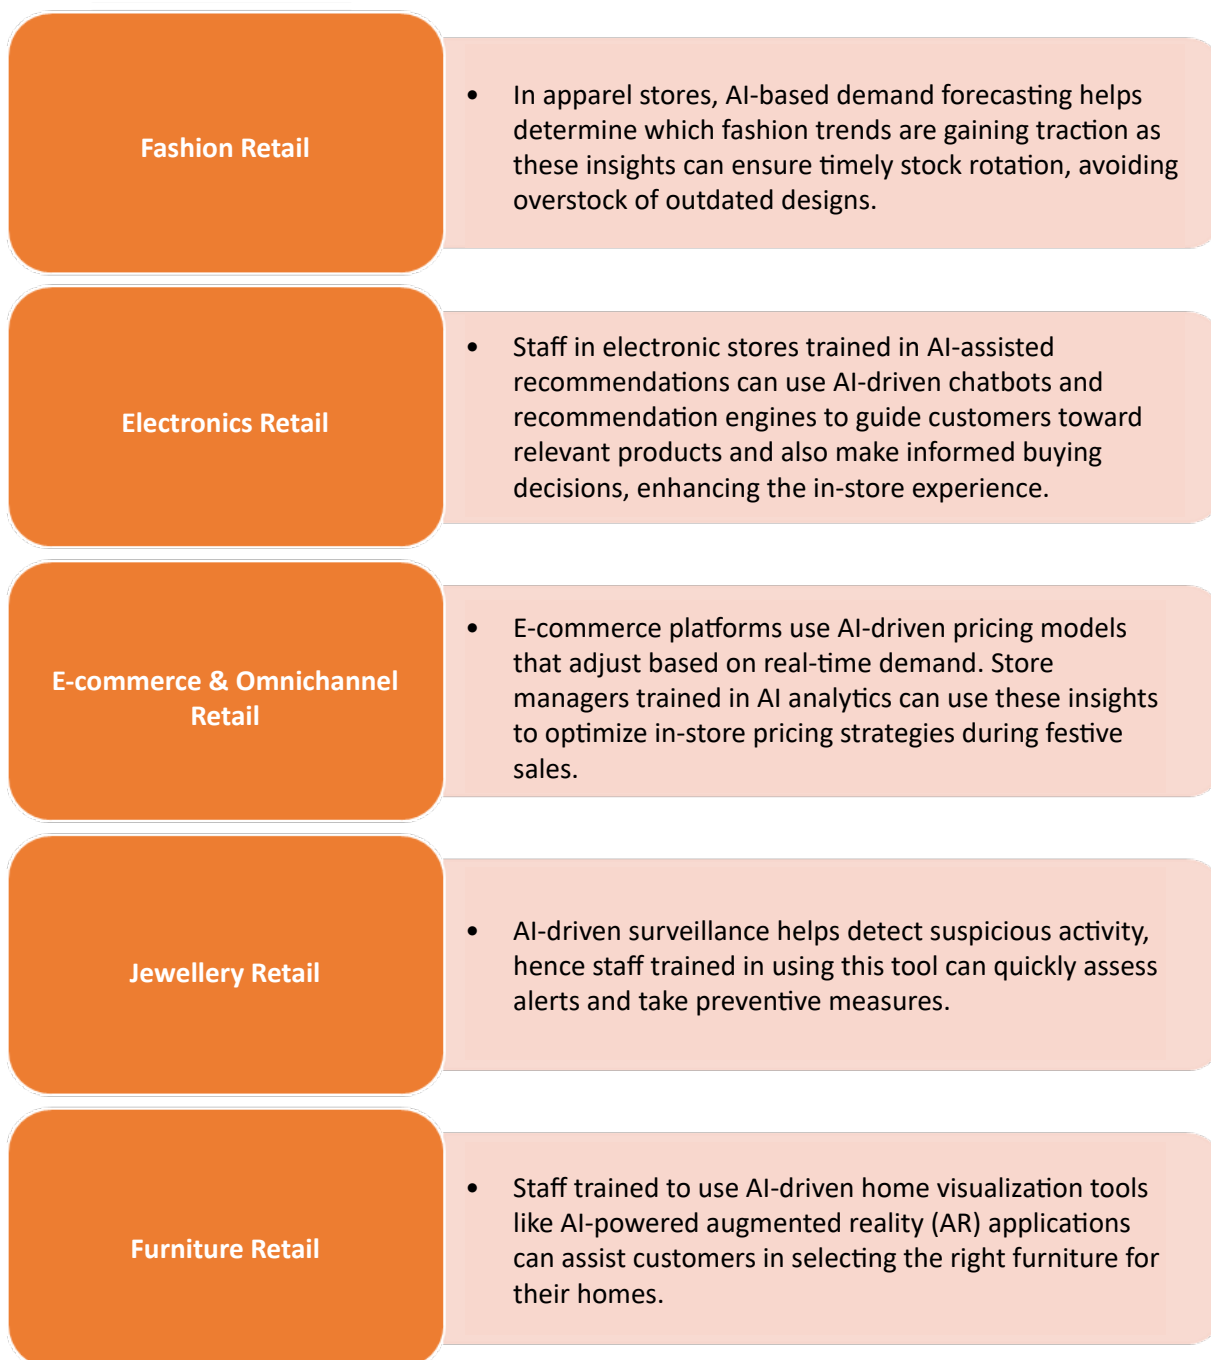 Fashion Retail
• In apparel stores, AI-based demand forecasting helps
determine which fashion trends are gaining traction as
these insights can ensure timely stock rotation, avoiding
overstock of outdated designs.
Electronics Retail
• Staff in electronic stores trained in AI-assisted
recommendations can use AI-driven chatbots and
recommendation engines to guide customers toward
relevant products and also make informed buying
decisions, enhancing the in-store experience.
E-commerce & Omnichannel
Retail
• E-commerce platforms use AI-driven pricing models
that adjust based on real-time demand. Store
managers trained in AI analytics can use these insights
to optimize in-store pricing strategies during festive
sales.
Jewellery Retail
• AI-driven surveillance helps detect suspicious activity,
hence staff trained in using this tool can quickly assess
alerts and take preventive measures.
Furniture Retail
• Staff trained to use AI-driven home visualization tools
like AI-powered augmented reality (AR) applications
can assist customers in selecting the right furniture for
their homes.